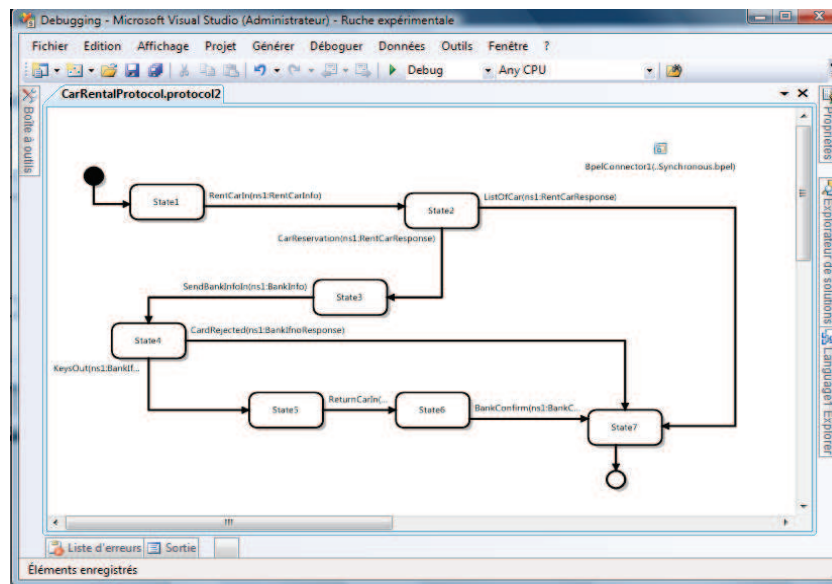 Debugging - Microsoft Visual Studio (Administrateur) - Ruche expérimentale
Fichier Edition Affichage Projet Générer Déboguer Données Outils Fenêtre ?
Debug Any CPU
CarRentalProtocol.protocol2
Boîte à outils
Propriétés
Explorateur de solutions
Language1 Explorer
BpelConnector1(..Synchronous.bpel)
State1
RentCarIn(ns1:RentCarInfo)
State2
ListOfCar(ns1:RentCarResponse)
CarReservation(ns1:RentCarResponse)
SendBankInfoIn(ns1:BankInfo)
State3
State4
CardRejected(ns1:BankIfnoResponse)
KeysOut(ns1:BankIf...
State5
ReturnCarIn(...
State6
BankConfirm(ns1:BankC...
State7
Liste d'erreurs Sortie
Éléments enregistrés